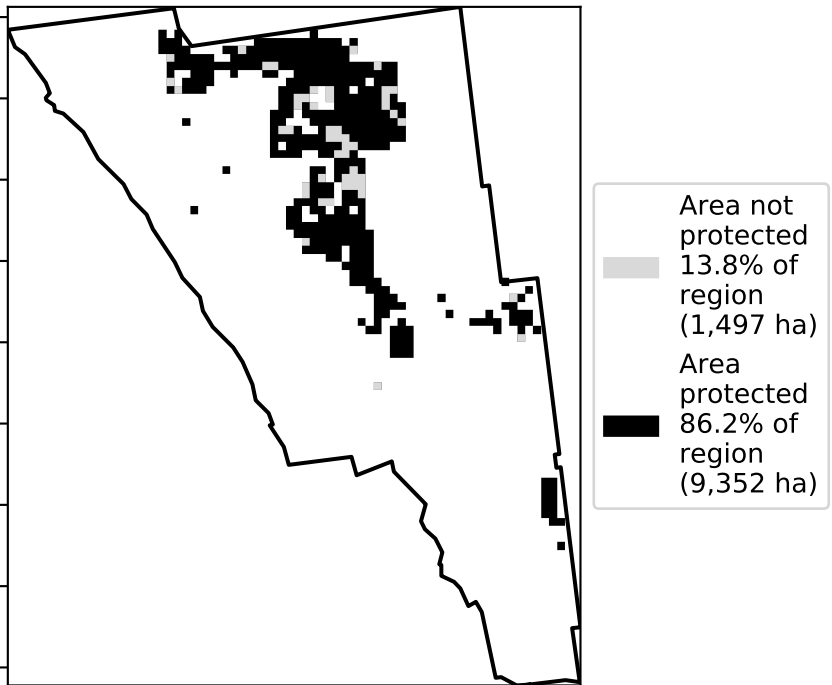 Area not
protected
13.8% of
region
(1,497 ha)
Area
protected
86.2% of
region
(9,352 ha)